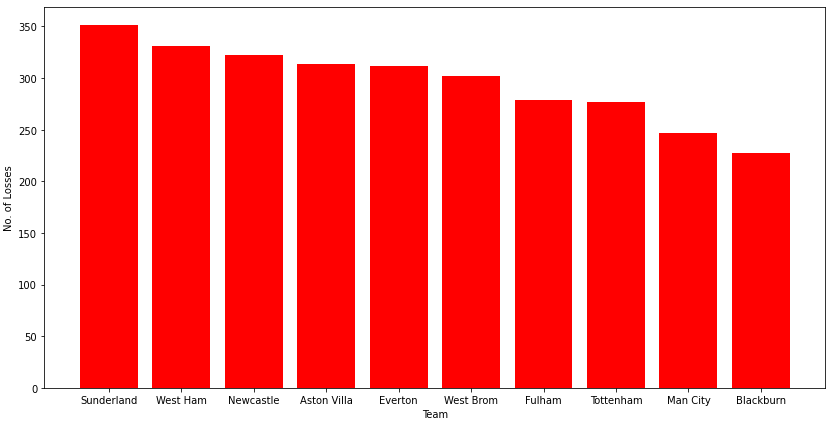 350
300
250
200
150
100
50
0
No. of Losses
Sunderland West Ham Newcastle Aston Villa Everton West Brom Fulham Tottenham Man City Blackburn
Team